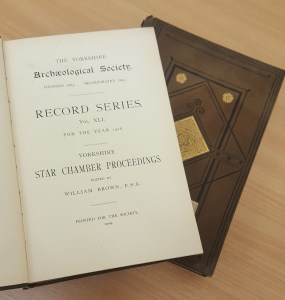 THE YORKSHIRE
Archæological Society.
RECORD SERIES.
VOL. XLI.
FOR THE YEAR
YORKSHIRE
STAR CHAMBER PROCEEDINGS
EDITED BY
WILLIAM BROWN, F.S.A.
PRINTED FOR THE SOCIETY.
1909